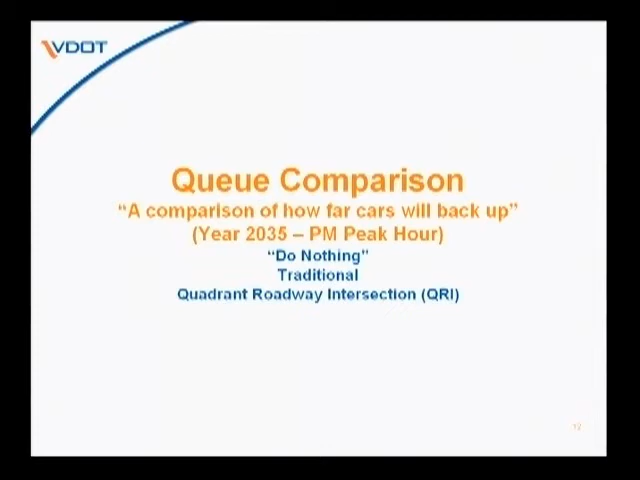 VDOT
Queue Comparison
“A comparison of how far cars will back up”
(Year 2035 – PM Peak Hour)
“Do Nothing”
Traditional
Quadrant Roadway Intersection (QRI)